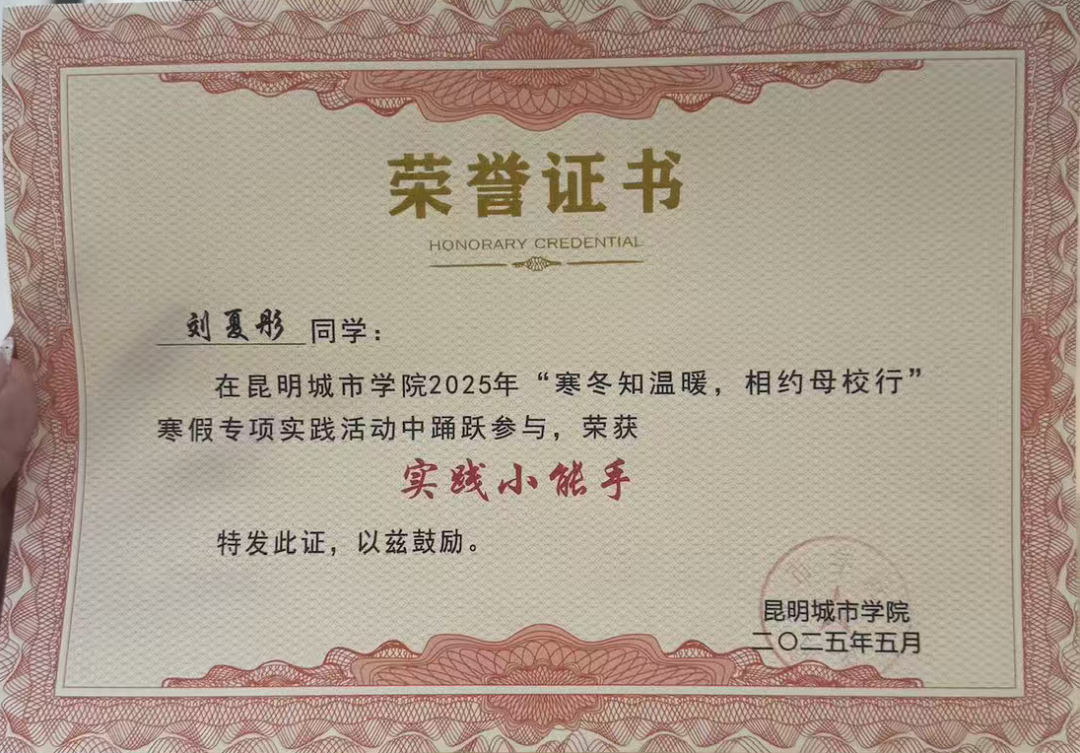 荣誉证书
HONORARY CREDENTIAL
刘夏彤 同学：
在昆明城市学院2025年“寒冬知温暖，相约母校行”
寒假专项实践活动中踊跃参与，荣获
实践小能手
特发此证，以兹鼓励。
昆明城市学院
二〇二五年五月